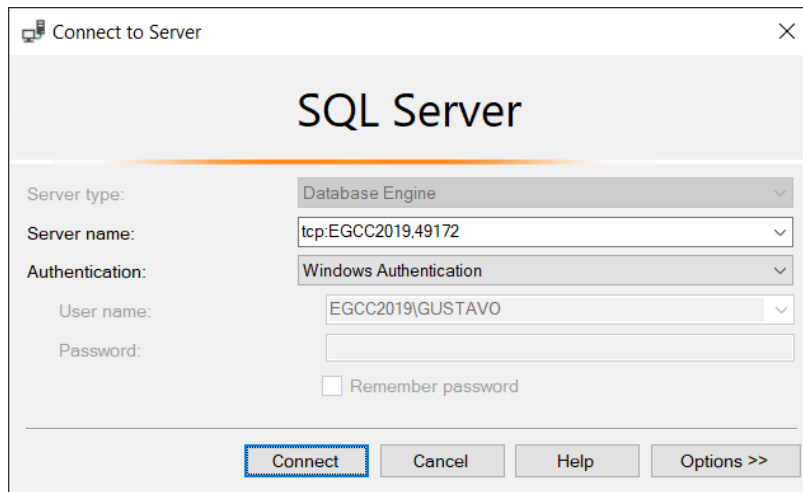 Connect to Server
SQL Server
Server type:
Database Engine
Server name:
tcp:EGCC2019,49172
Authentication:
Windows Authentication
User name:
EGCC2019\GUSTAVO
Password:
Remember password
Connect
Cancel
Help
Options >>